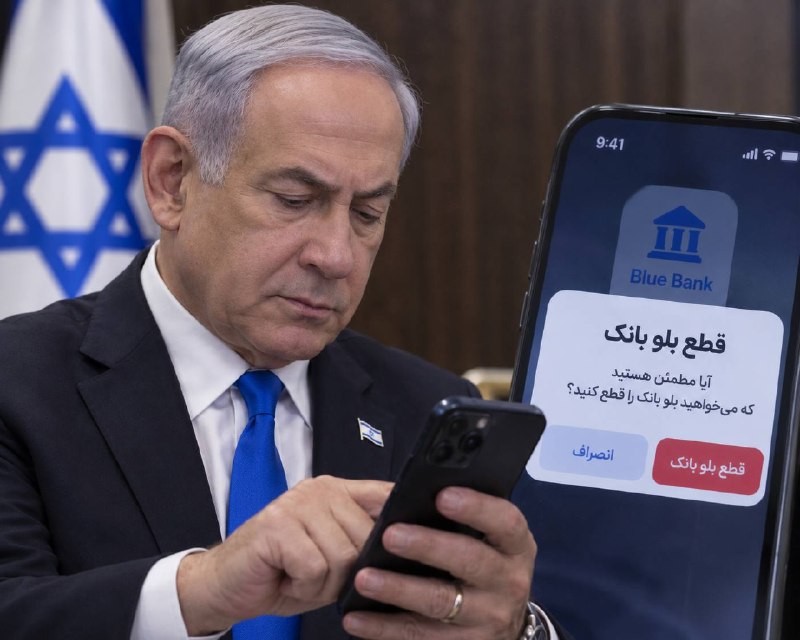 9:41
Blue Bank
قطع بلو بانک
آیا مطمئن هستید
که می‌خواهید بلو بانک را قطع کنید؟
انصراف
قطع بلو بانک